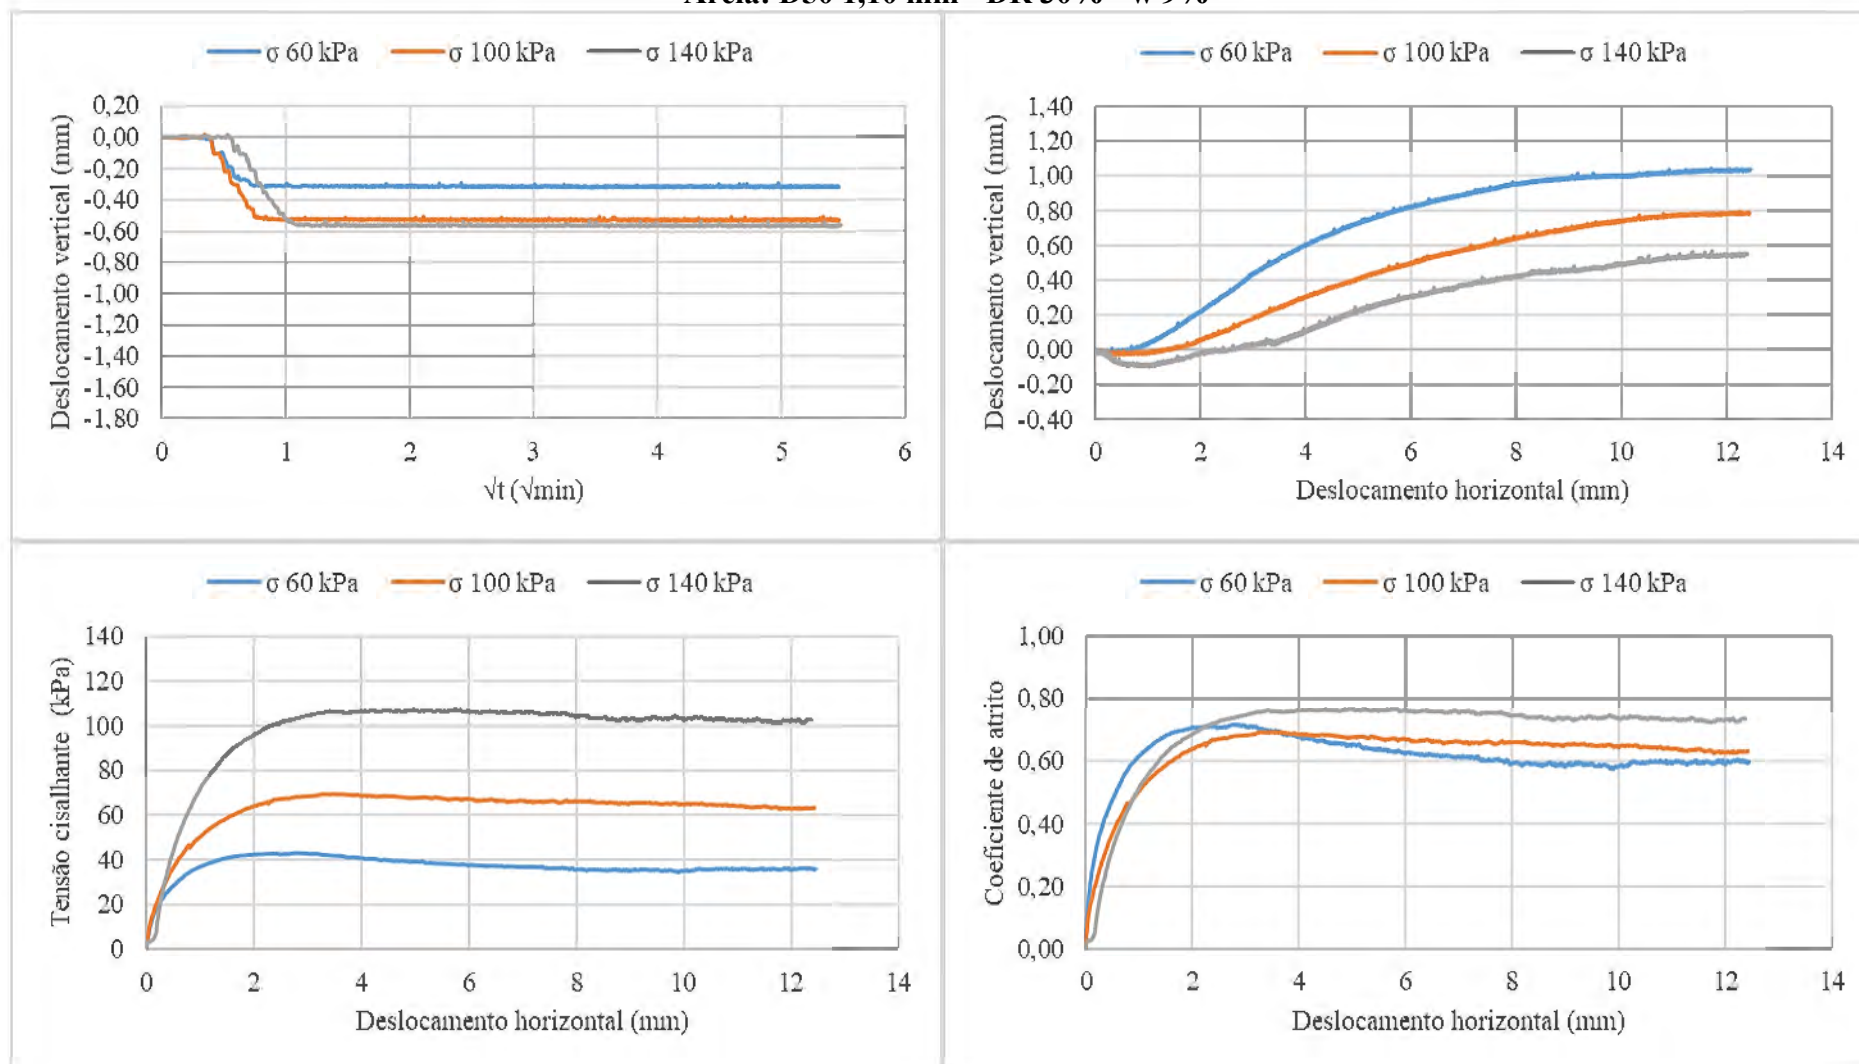 σ 60 kPa σ 100 kPa σ 140 kPa
Deslocamento vertical (mm)
0,20
0,00
-0,20
-0,40
-0,60
-0,80
-1,00
-1,20
-1,40
-1,60
-1,80
0 1 2 3 4 5 6
√t (√min)
σ 60 kPa σ 100 kPa σ 140 kPa
Deslocamento vertical (mm)
1,40
1,20
1,00
0,80
0,60
0,40
0,20
0,00
-0,20
-0,40
0 2 4 6 8 10 12 14
Deslocamento horizontal (mm)
σ 60 kPa σ 100 kPa σ 140 kPa
Tensão cisalhante (kPa)
140
120
100
80
60
40
20
0
0 2 4 6 8 10 12 14
Deslocamento horizontal (mm)
σ 60 kPa σ 100 kPa σ 140 kPa
Coeficiente de atrito
1,00
0,80
0,60
0,40
0,20
0,00
0 2 4 6 8 10 12 14
Deslocamento horizontal (mm)